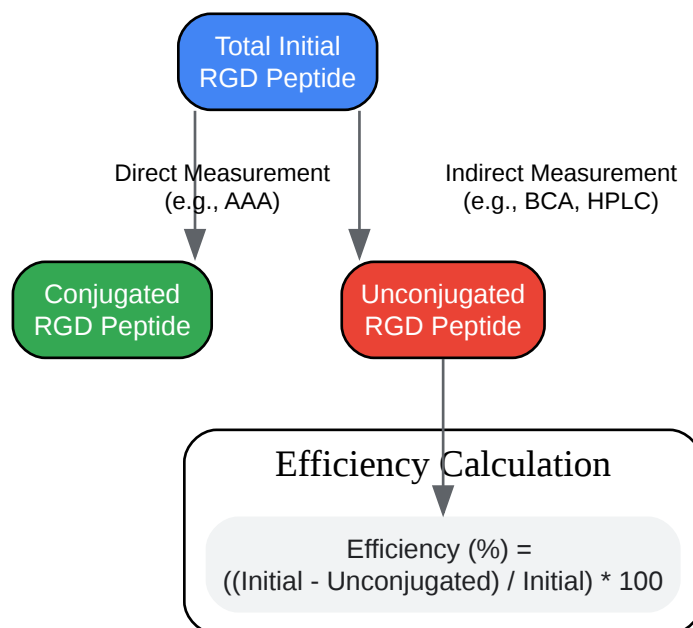 Total Initial
RGD Peptide
Direct Measurement
(e.g., AAA)
Indirect Measurement
(e.g., BCA, HPLC)
Conjugated
RGD Peptide
Unconjugated
RGD Peptide
Efficiency Calculation
Efficiency (%) =
((Initial - Unconjugated) / Initial) * 100